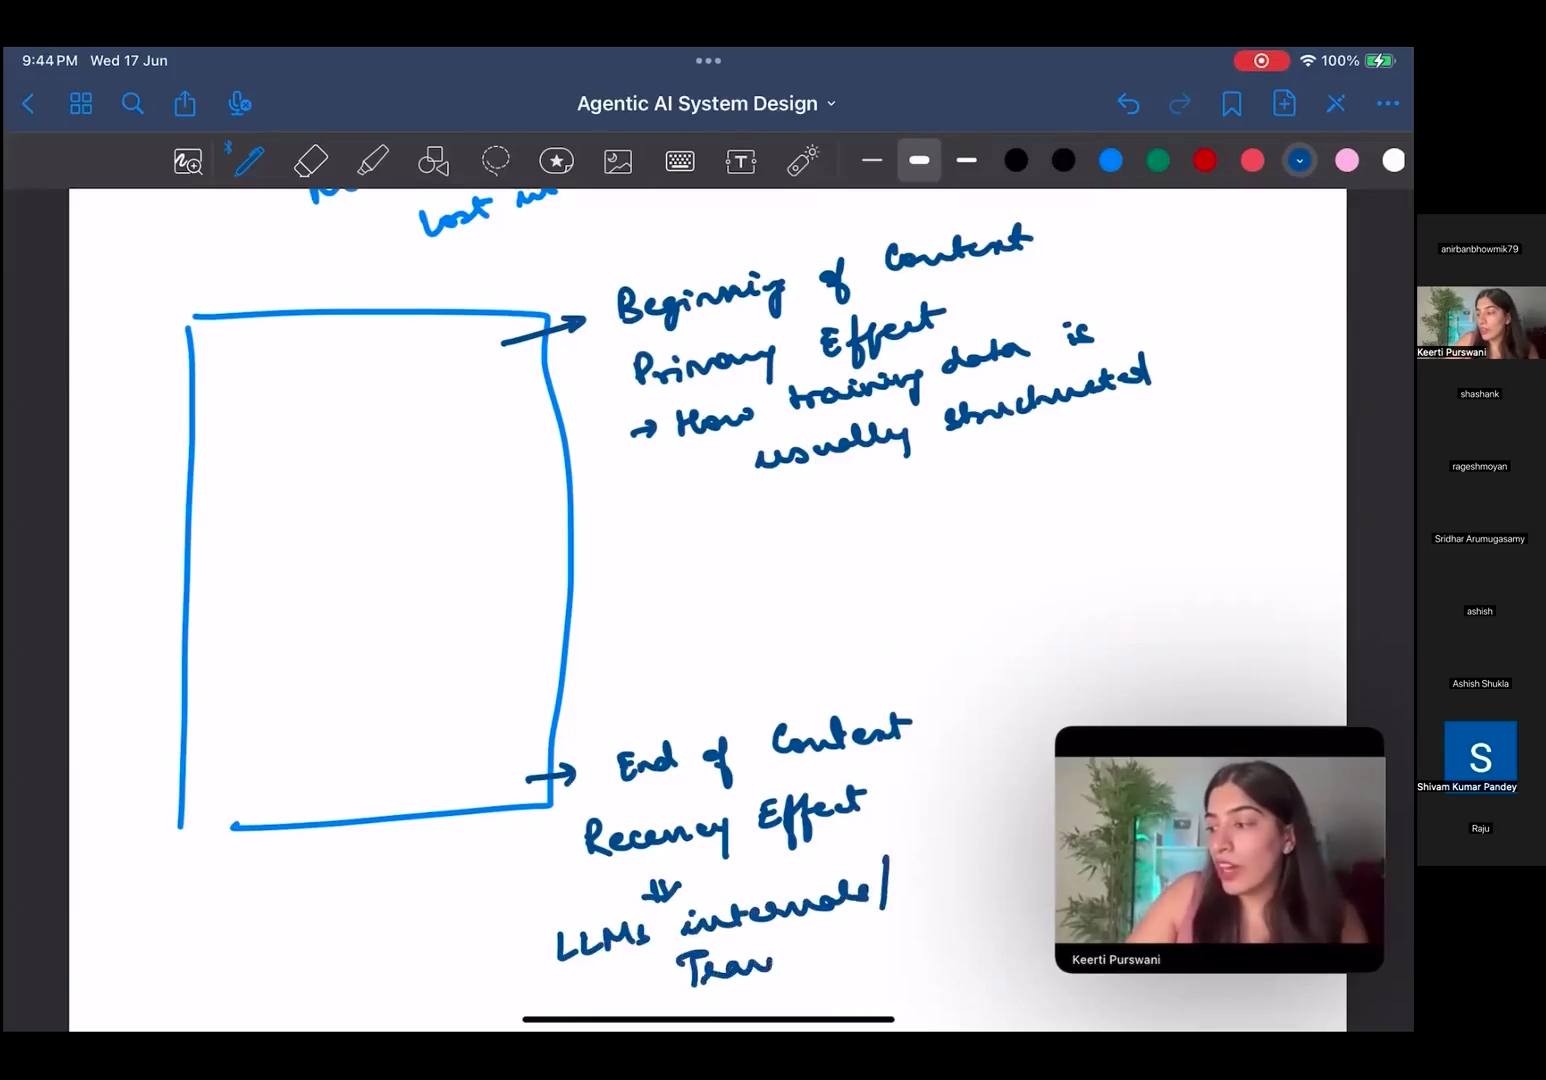 9:44 PM Wed 17 Jun
100%
Agentic AI System Design
Lost in
Beginning of Context
Primary Effect
→ How training data is
usually structured
End of Context
Recency Effect
LLMs internals/
Tran
Keerti Purswani
anirbanbhowmik79
Keerti Purswani
shashank
rageshmoyan
Sridhar Arumugasamy
ashish
Ashish Shukla
S
Shivam Kumar Pandey
Raju